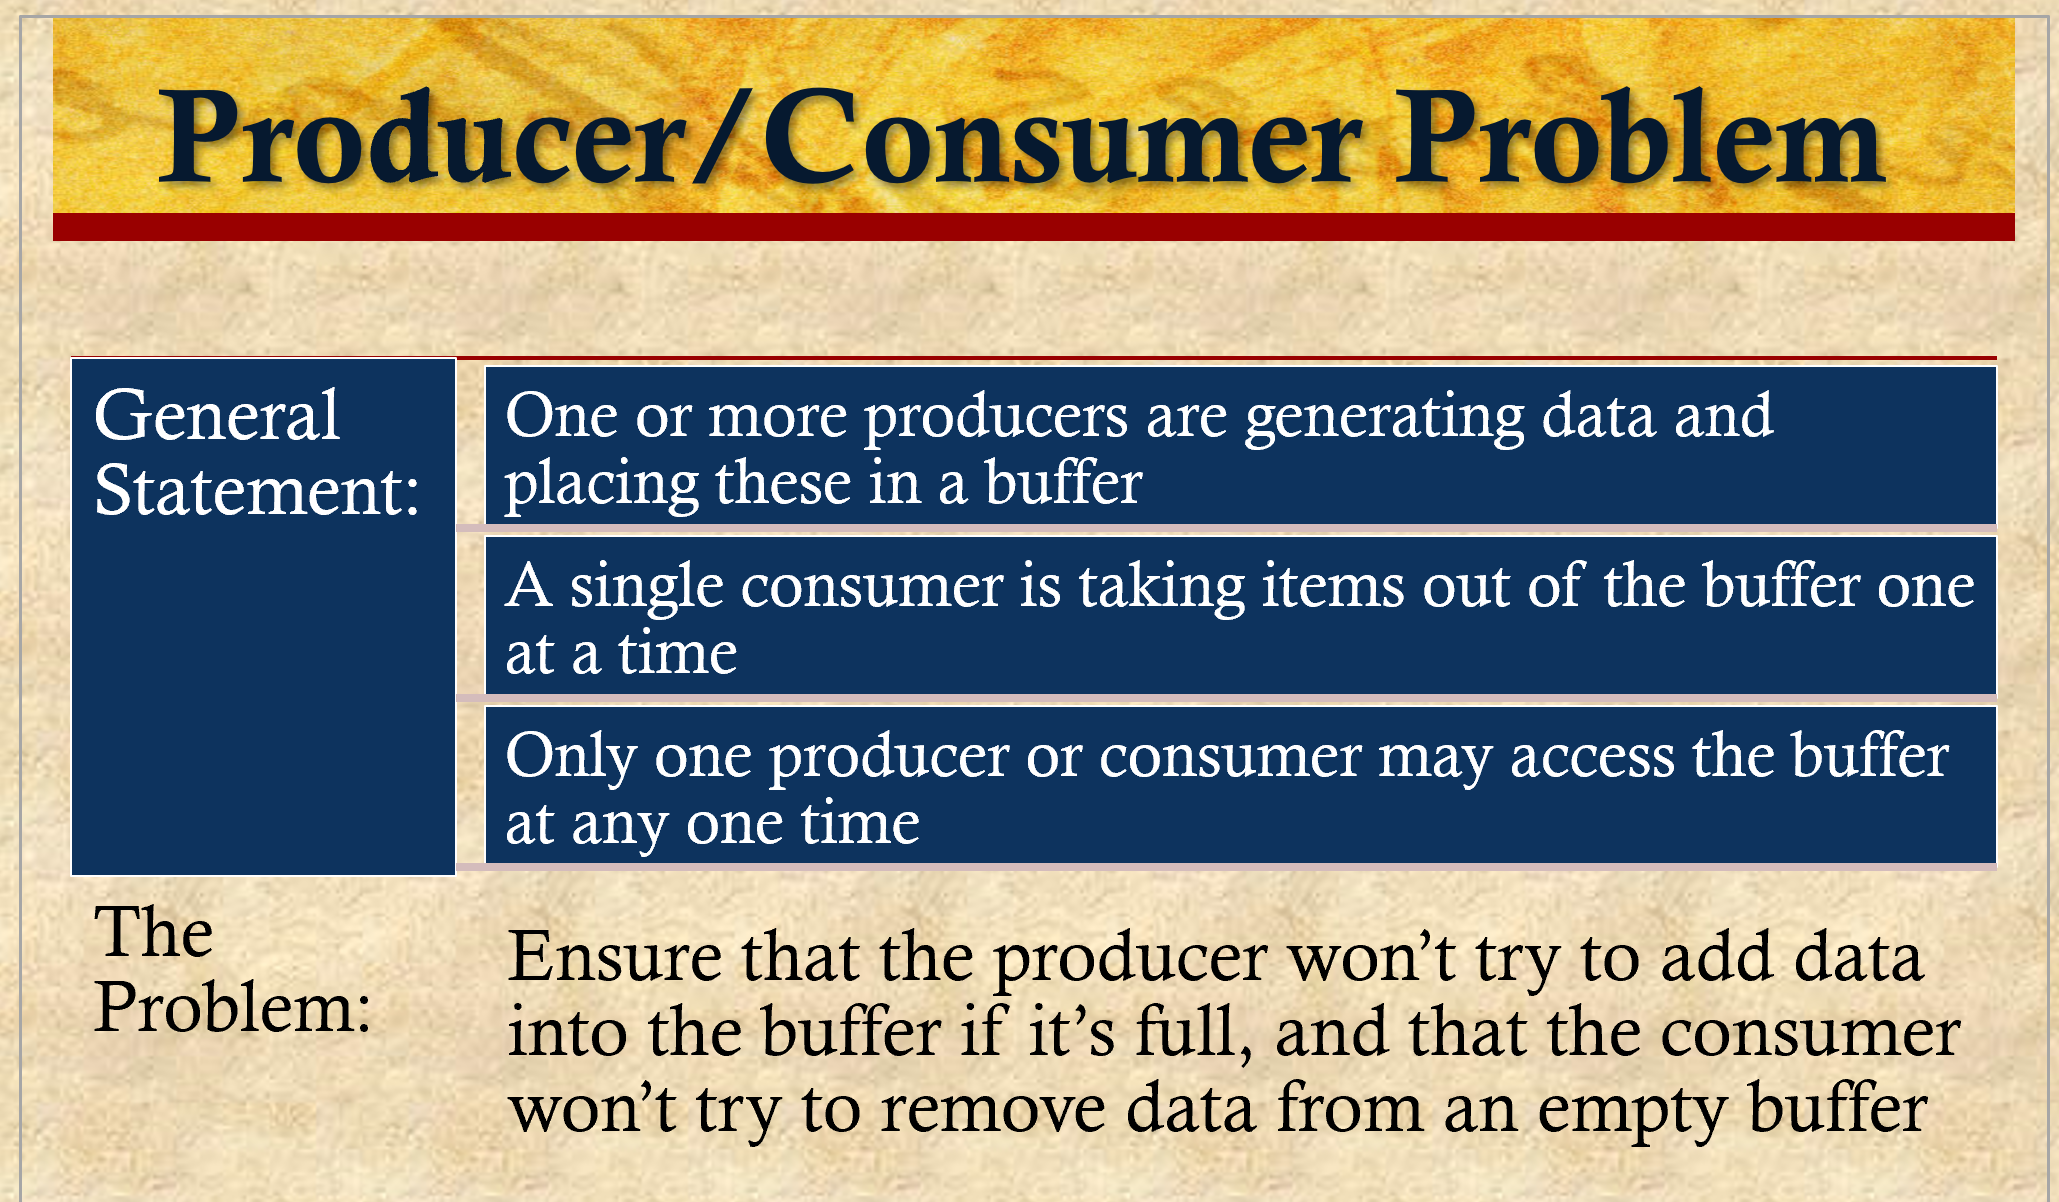 Producer/Consumer Problem
General
Statement:
One or more producers are generating data and
placing these in a buffer
A single consumer is taking items out of the buffer one
at a time
Only one producer or consumer may access the buffer
at any one time
The
Problem:
Ensure that the producer won’t try to add data
into the buffer if it’s full, and that the consumer
won’t try to remove data from an empty buffer